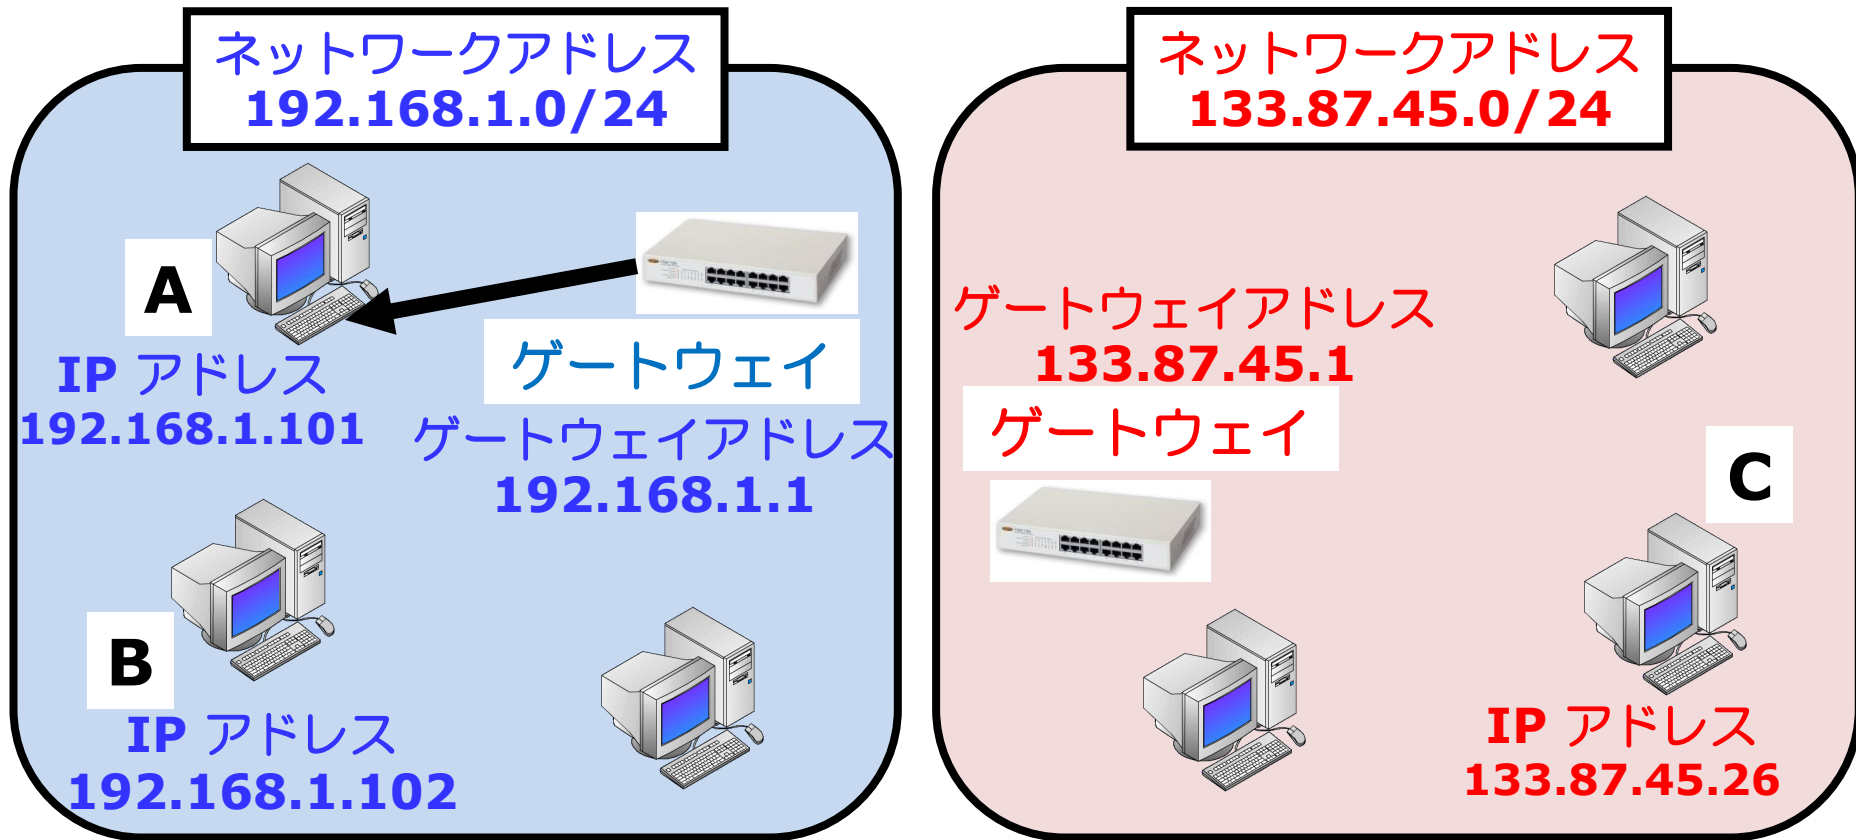 ネットワークアドレス
192.168.1.0/24
A
IP アドレス
192.168.1.101
ゲートウェイ
ゲートウェイアドレス
192.168.1.1
B
IP アドレス
192.168.1.102
ネットワークアドレス
133.87.45.0/24
ゲートウェイアドレス
133.87.45.1
ゲートウェイ
C
IP アドレス
133.87.45.26